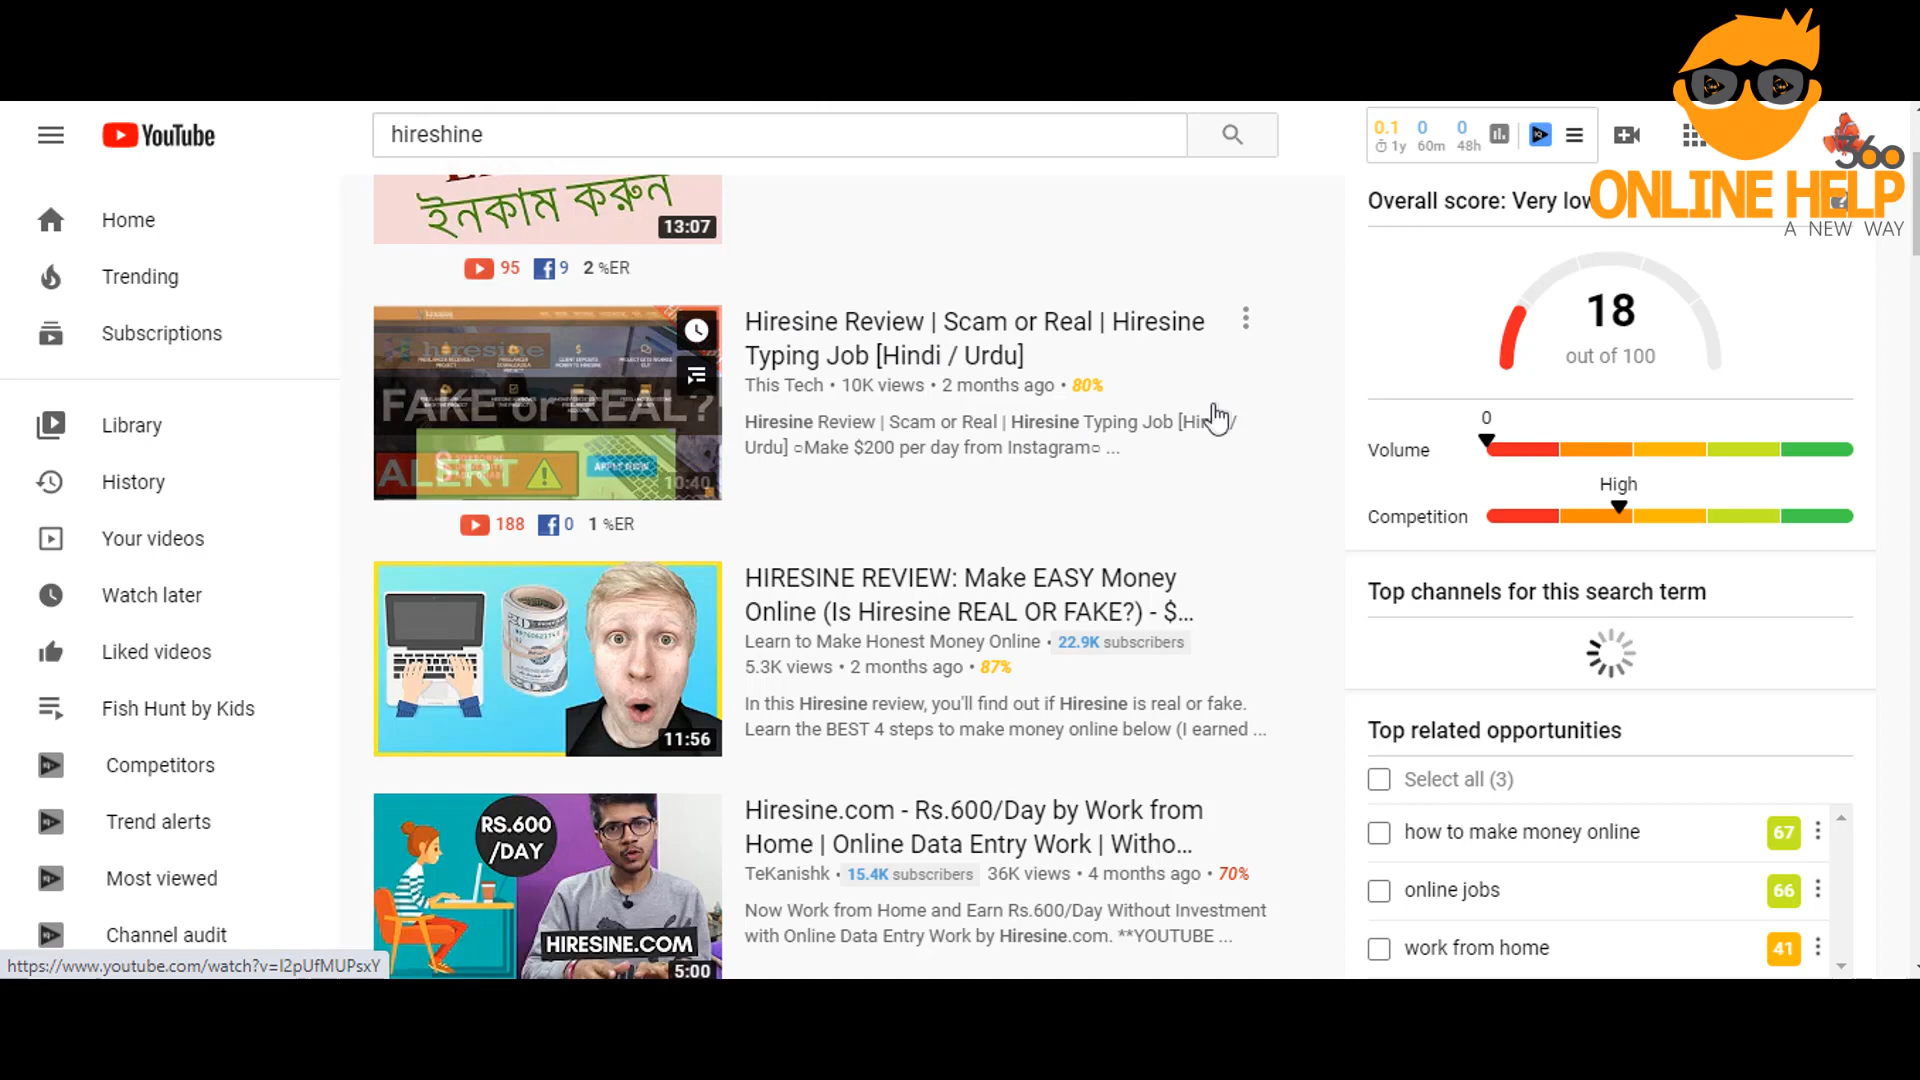 YouTube
hireshine
0.1 0 0
1y 60m 48h
360
ONLINE HELP
A NEW WAY
Home
Trending
Subscriptions
Library
History
Your videos
Watch later
Liked videos
Fish Hunt by Kids
Competitors
Trend alerts
Most viewed
Channel audit
https://www.youtube.com/watch?v=I2pUfMUPsxY
ইনকাম করুন
13:07
95 9 2 %ER
hiresine
FAKE or REAL?
ALERT
APPLY NOW
10:40
Hiresine Review | Scam or Real | Hiresine
Typing Job [Hindi / Urdu]
This Tech • 10K views • 2 months ago • 80%
Hiresine Review | Scam or Real | Hiresine Typing Job [Hin /
Urdu] ○Make $200 per day from Instagram○ ...
188 0 1 %ER
11:56
HIRESINE REVIEW: Make EASY Money
Online (Is Hiresine REAL OR FAKE?) - $...
Learn to Make Honest Money Online • 22.9K subscribers
5.3K views • 2 months ago • 87%
In this Hiresine review, you'll find out if Hiresine is real or fake.
Learn the BEST 4 steps to make money online below (I earned ...
RS.600
/DAY
HIRESINE.COM
5:00
Hiresine.com - Rs.600/Day by Work from
Home | Online Data Entry Work | Witho...
TeKanishk • 15.4K subscribers 36K views • 4 months ago • 70%
Now Work from Home and Earn Rs.600/Day Without Investment
with Online Data Entry Work by Hiresine.com. **YOUTUBE ...
Overall score: Very low
18
out of 100
0
Volume
High
Competition
Top channels for this search term
Top related opportunities
Select all (3)
how to make money online 67
online jobs 66
work from home 41